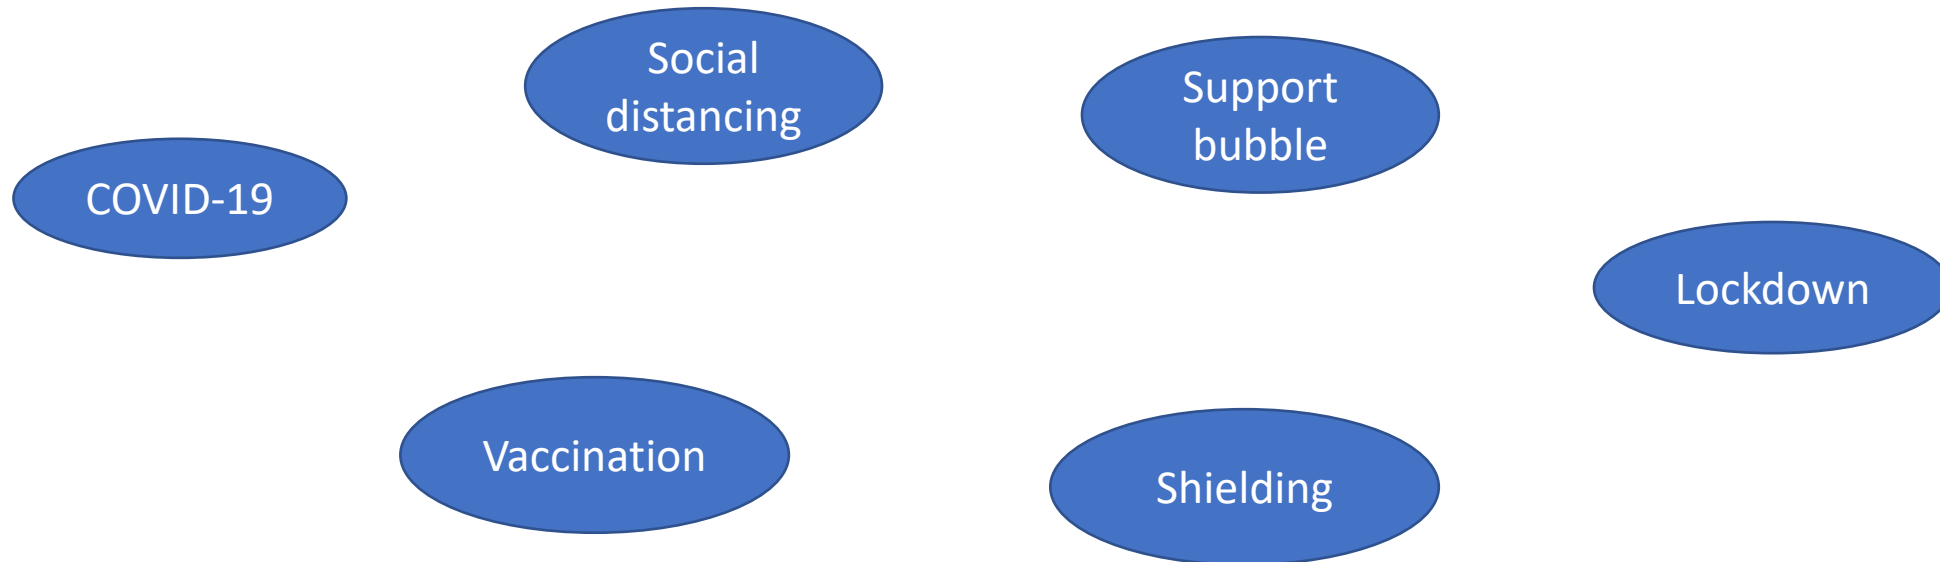 Social
distancing
Support
bubble
COVID-19
Lockdown
Vaccination
Shielding